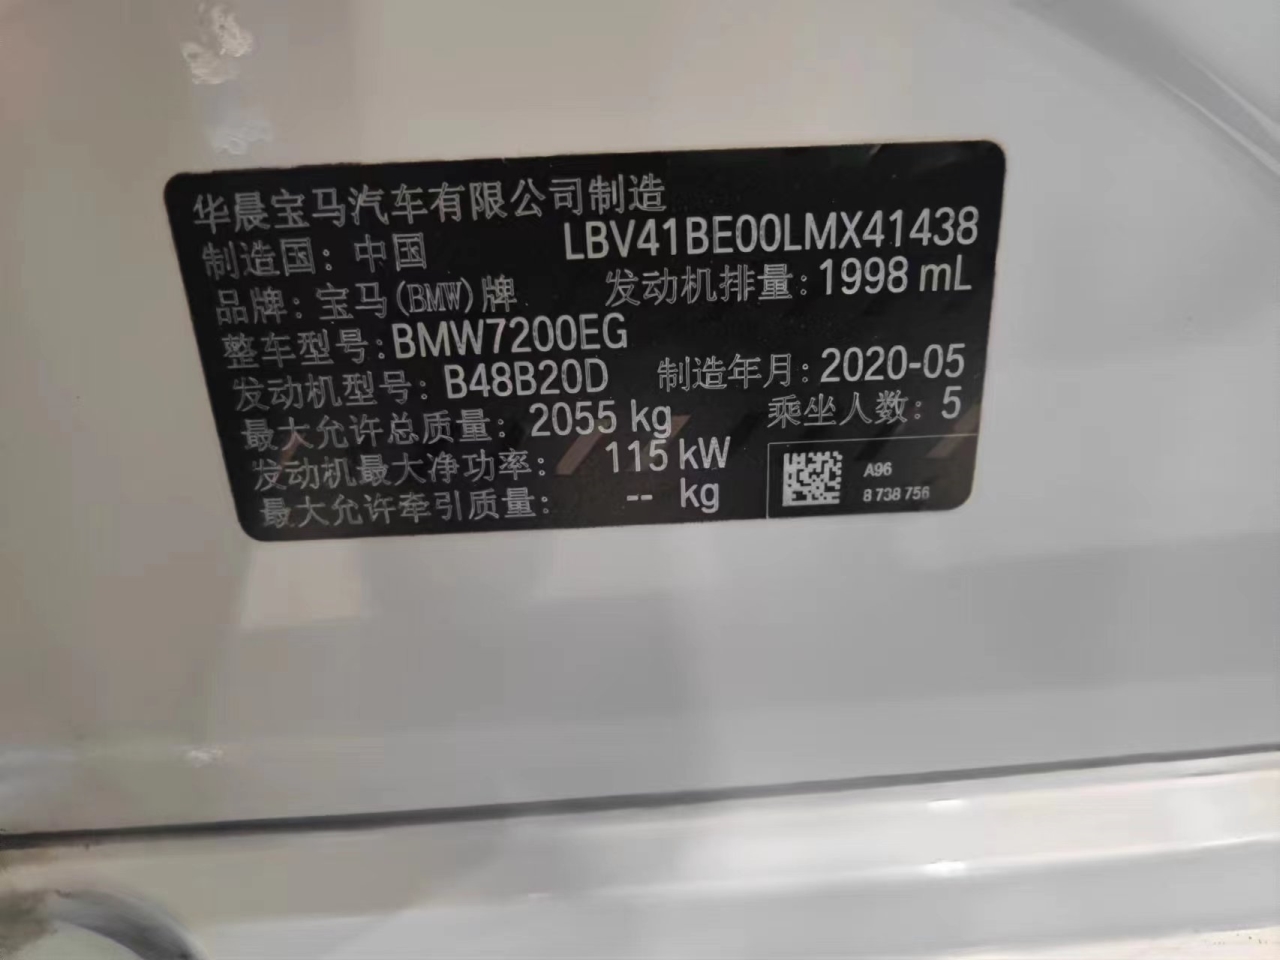 华晨宝马汽车有限公司制造
制造国：中国 LBV41BE00LMX41438
品牌：宝马(BMW)牌 发动机排量：1998 mL
整车型号：BMW7200EG
发动机型号：B48B20D 制造年月：2020-05
最大允许总质量：2055 kg 乘坐人数：5
发动机最大净功率：115 kW
最大允许牵引质量：-- kg
A96
8 738 756